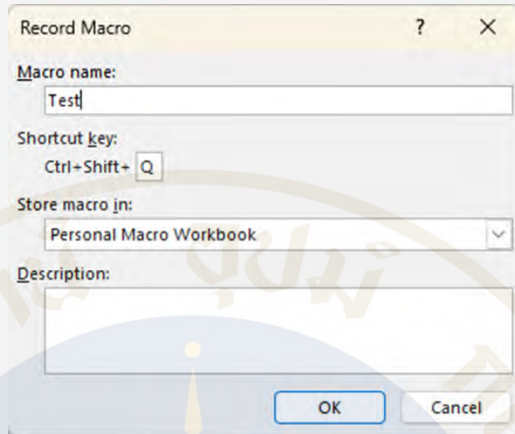 Record Macro ? ×
Macro name:
Test
Shortcut key:
Ctrl+Shift+ Q
Store macro in:
Personal Macro Workbook
Description:
OK Cancel